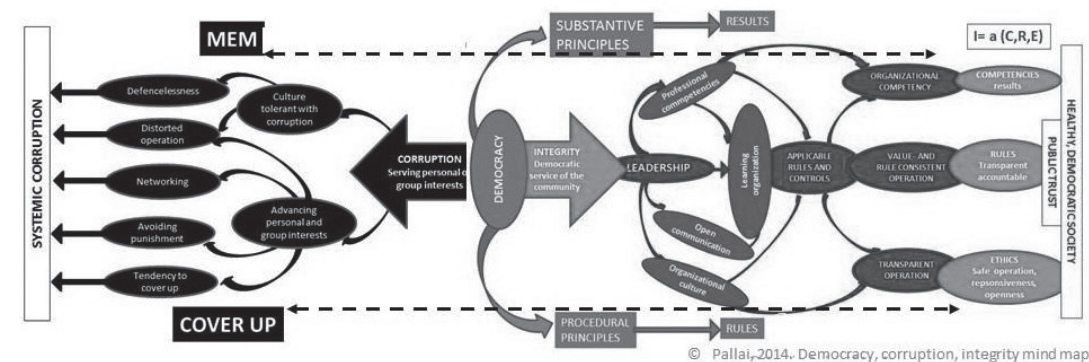 SYSTEMIC CORRUPTION
MEM
COVER UP
Defencelessness
Distorted
operation
Networking
Avoiding
punishment
Tendency to
cover up
Culture
tolerant with
corruption
Advancing
personal and
group interests
CORRUPTION
Serving personal o
group interests
DEMOCRACY
SUBSTANTIVE
PRINCIPLES
RESULTS
INTEGRITY
Democratic
service of the
community
PROCEDURAL
PRINCIPLES
RULES
LEADERSHIP
Professional
commpetencies
Learning
organization
Open
communication
Organizational
culture
APPLICABLE
RULES AND
CONTROLS
ORGANIZATIONAL
COMPETENCY
VALUE- AND
RULE CONSISTENT
OPERATION
TRANSPARENT
OPERATION
I= a (C,R,E)
COMPETENCIES
results
RULES
Transparent
accountable
ETHICS
Safe operation,
repsonsiveness,
openness
PUBLIC TRUST
HEALTHY, DEMOCRATIC SOCIETY
© Pallai, 2014. Democracy, corruption, integrity mind map